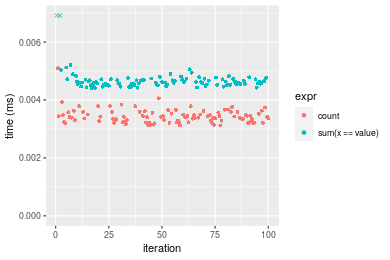 time (ms)
0.006
0.004
0.002
0.000
0
25
50
75
100
iteration
expr
count
sum(x == value)